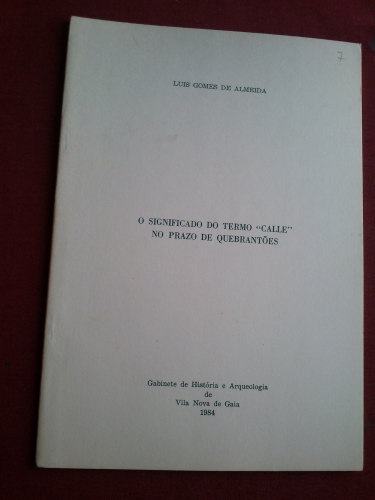 7
LUIS GOMES DE ALMEIDA
O SIGNIFICADO DO TERMO “CALLE”
NO PRAZO DE QUEBRANTÕES
Gabinete de História e Arqueologia
de
Vila Nova de Gaia
1984